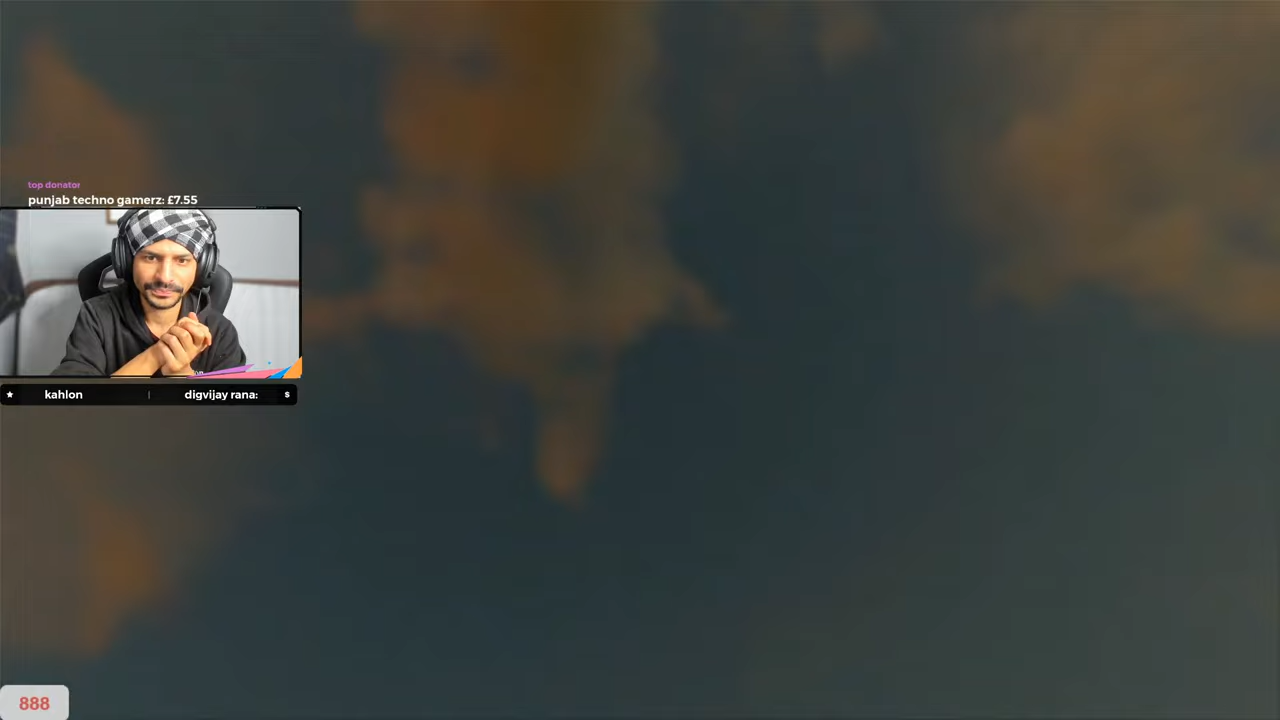 top donator
punjab techno gamerz: £7.55
kahlon | digvijay rana: $
888